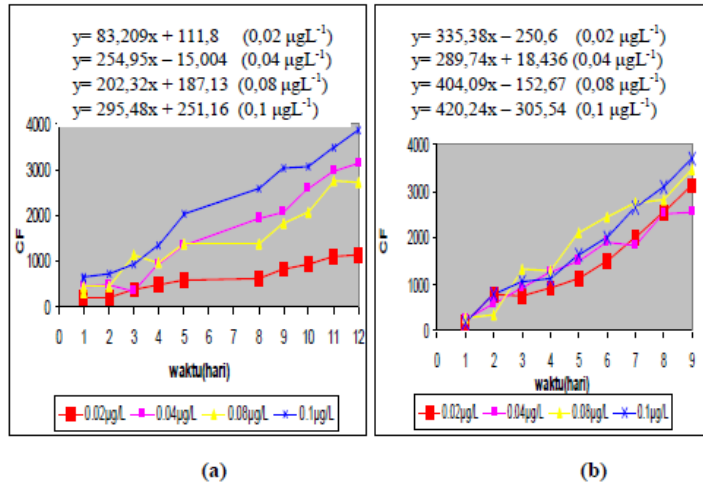 y= 83,209x + 111,8 (0,02 µgL⁻¹)
y= 254,95x – 15,004 (0,04 µgL⁻¹)
y= 202,32x + 187,13 (0,08 µgL⁻¹)
y= 295,48x + 251,16 (0,1 µgL⁻¹)
4000
3000
2000
1000
0
CF
0 1 2 3 4 5 6 7 8 9 10 11 12
waktu(hari)
0.02µg/L 0.04µg/L 0.08µg/L 0.1µg/L
(a)
y= 335,38x – 250,6 (0,02 µgL⁻¹)
y= 289,74x + 18,436 (0,04 µgL⁻¹)
y= 404,09x – 152,67 (0,08 µgL⁻¹)
y= 420,24x – 305,54 (0,1 µgL⁻¹)
4000
3000
2000
1000
0
CF
0 1 2 3 4 5 6 7 8 9
waktu(hari)
0.02µg/L 0.04µg/L 0.08µg/L 0.1µg/L
(b)